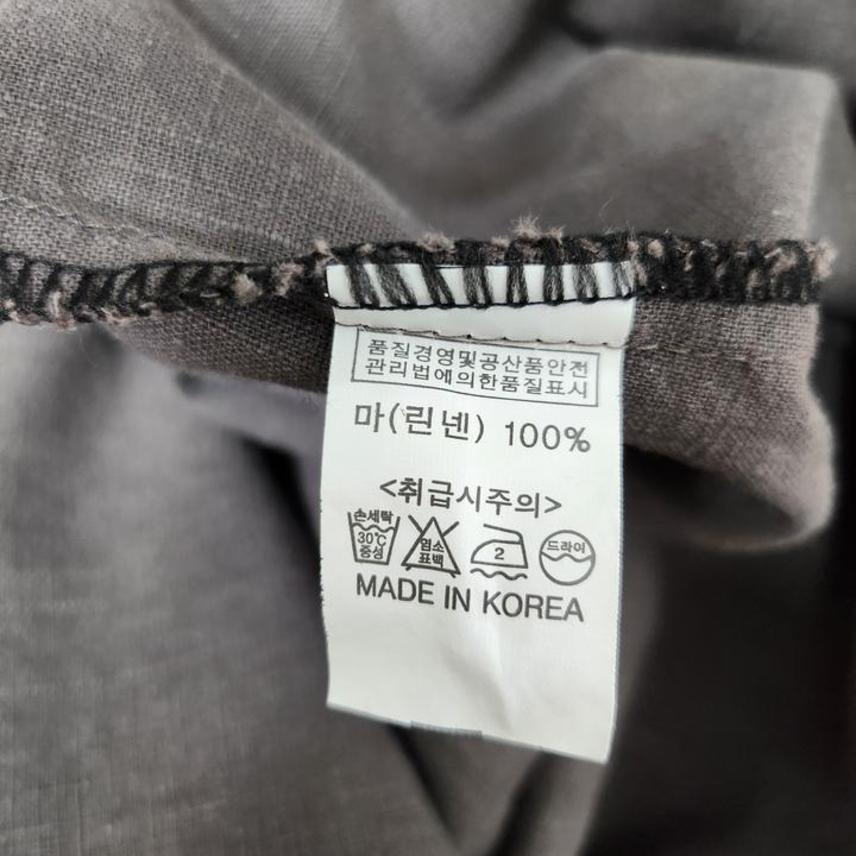 품질경영및공산품안전
관리법에의한품질표시
마(린넨) 100%
<취급시주의>
손세탁
30℃
중성
염소
표백
2
드라이
MADE IN KOREA